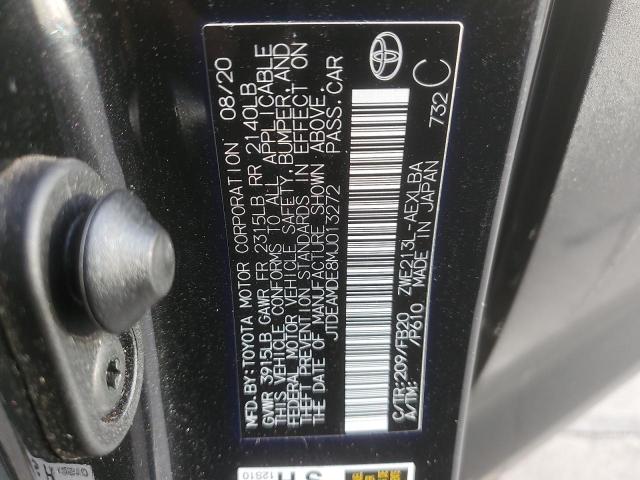 MFD.BY:TOYOTA MOTOR CORPORATION 08/20
GVWR 3915LB GAWR FR 2315LB RR 2140LB
THIS VEHICLE CONFORMS TO ALL APPLICABLE
FEDERAL MOTOR VEHICLE SAFETY, BUMPER, AND
THEFT PREVENTION STANDARDS IN EFFECT ON
THE DATE OF MANUFACTURE SHOWN ABOVE.
JTDEAMDE8MJ013272 PASS.CAR
C/TR:209/FB20 ZWE213L-AEXLBA 732 C
A/TM: /P610 MADE IN JAPAN
12S10